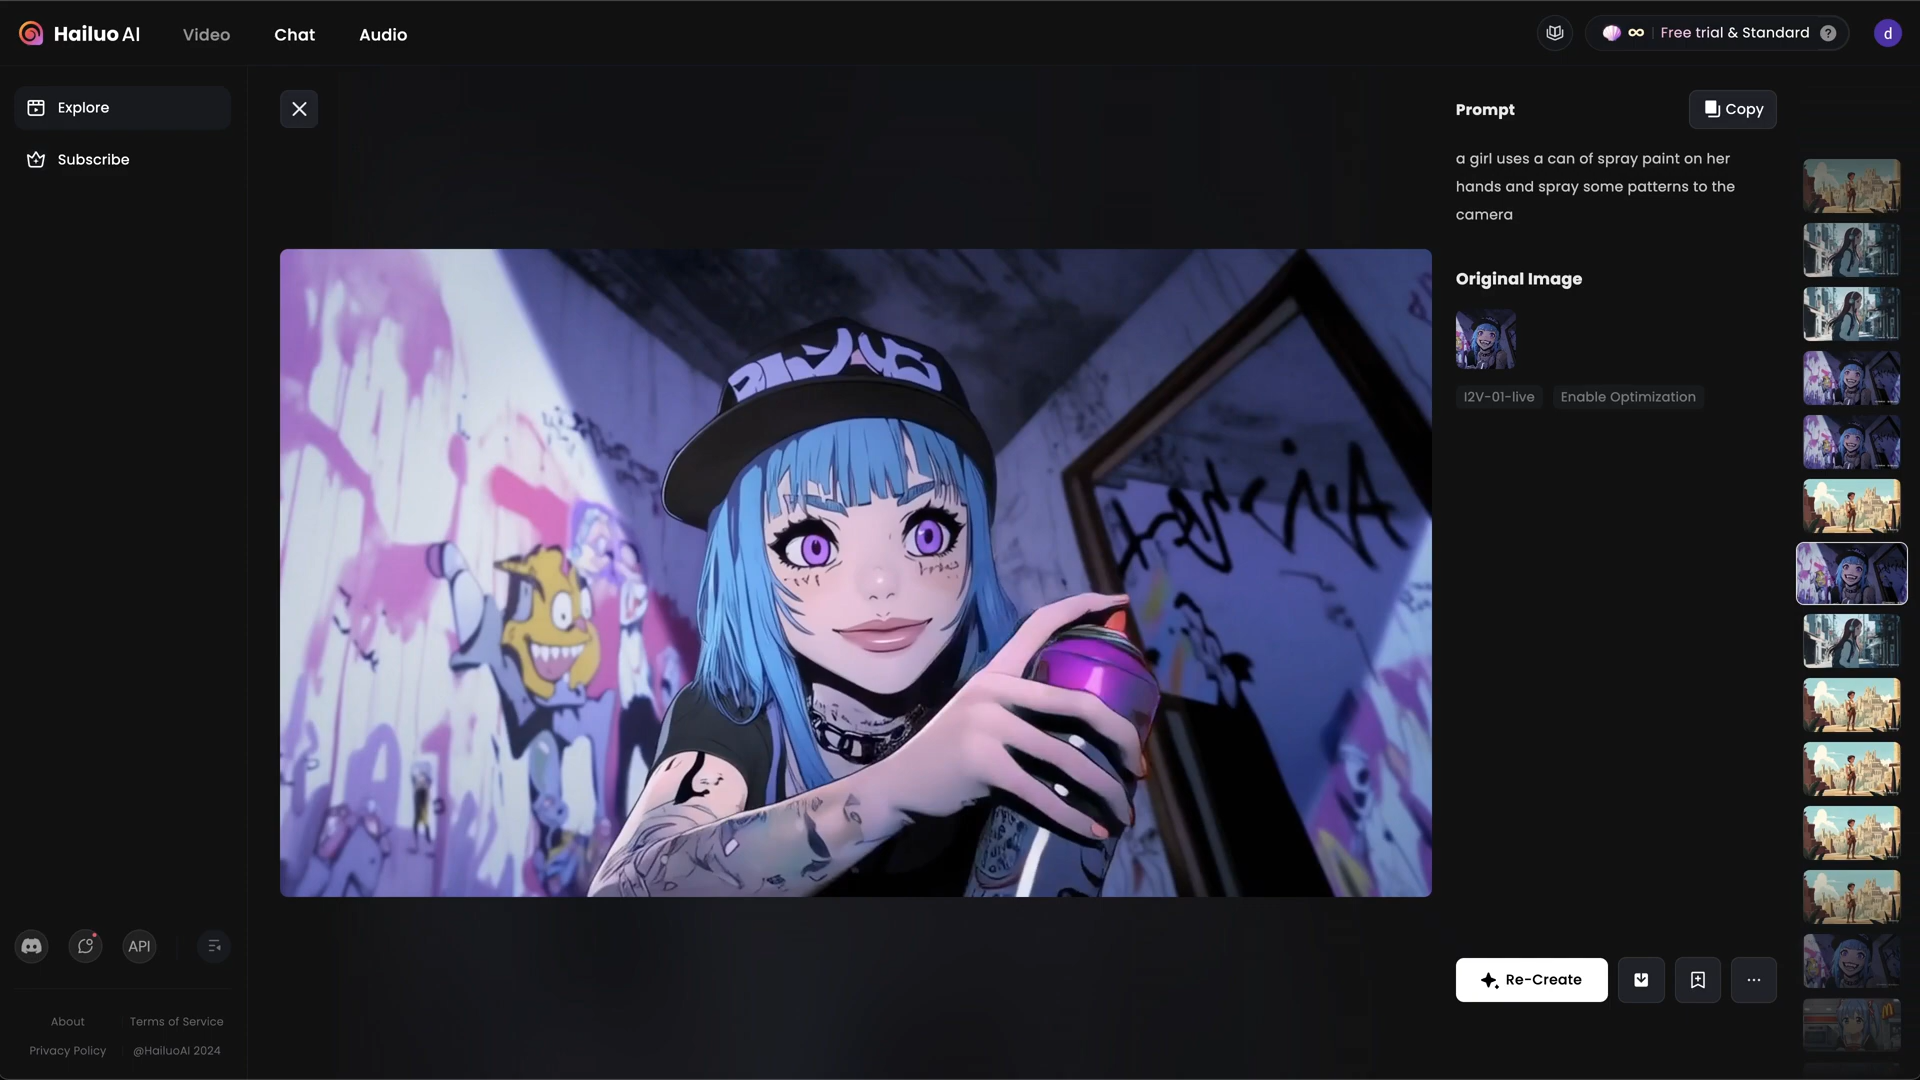 Hailuo AI
Video
Chat
Audio
Free trial & Standard
?
d
Explore
Subscribe
Prompt
Copy
a girl uses a can of spray paint on her
hands and spray some patterns to the
camera
Original Image
I2V-01-live
Enable Optimization
API
Re-Create
About
Terms of Service
Privacy Policy
@HailuoAI 2024